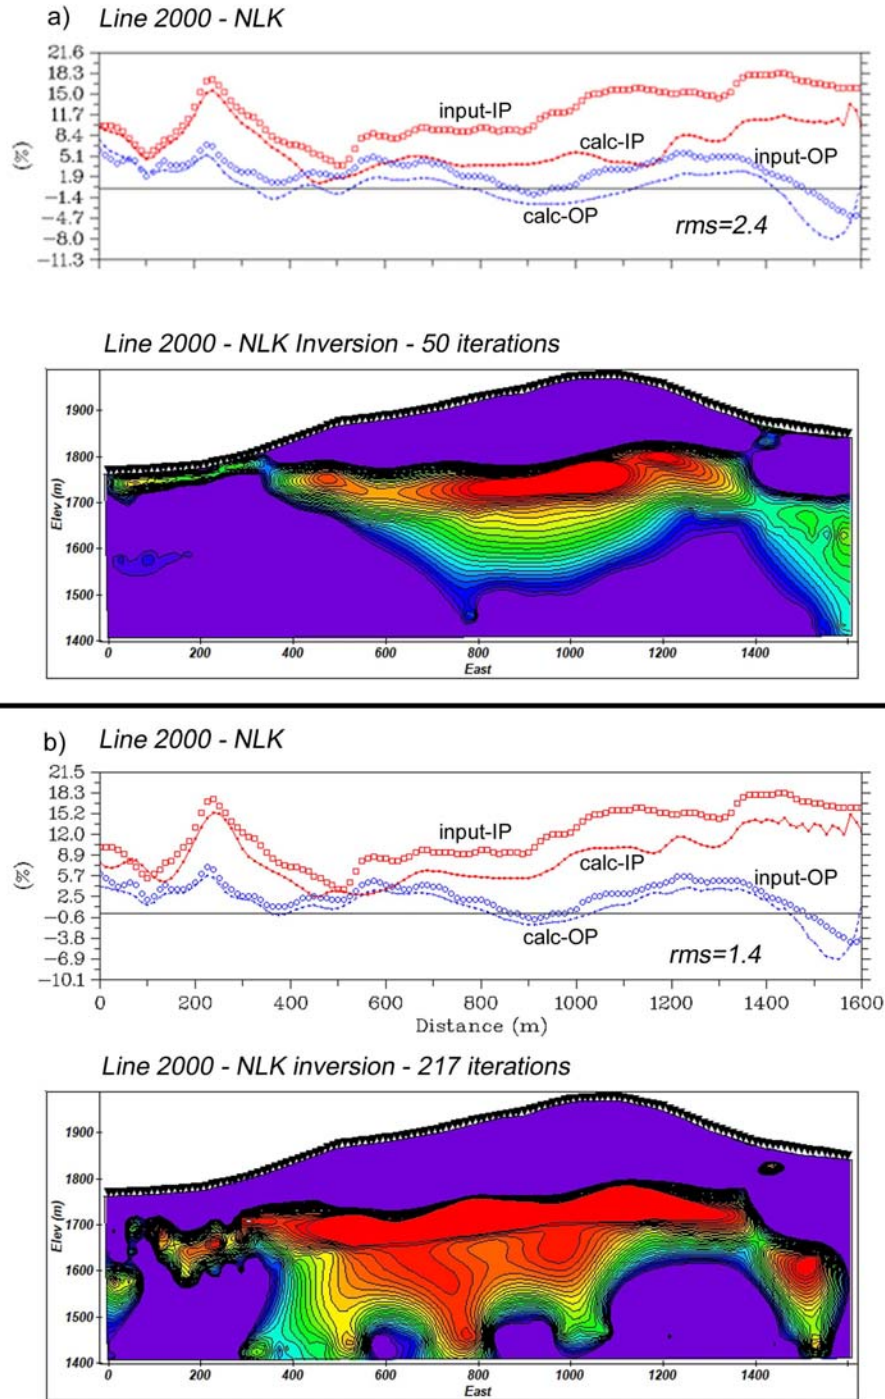 a) Line 2000 - NLK
21.6
18.3
15.0
11.7
8.4
5.1
1.9
-1.4
-4.7
-8.0
-11.3
(%)
input-IP
calc-IP
input-OP
calc-OP
rms=2.4
Line 2000 - NLK Inversion - 50 iterations
1900
1800
1700
1600
1500
1400
Elev (m)
0 200 400 600 800 1000 1200 1400
East
b) Line 2000 - NLK
21.5
18.3
15.2
12.0
8.9
5.7
2.5
-0.6
-3.8
-6.9
-10.1
(%)
input-IP
calc-IP
input-OP
calc-OP
rms=1.4
0 200 400 600 800 1000 1200 1400 1600
Distance (m)
Line 2000 - NLK inversion - 217 iterations
1900
1800
1700
1600
1500
1400
Elev (m)
0 200 400 600 800 1000 1200 1400
East